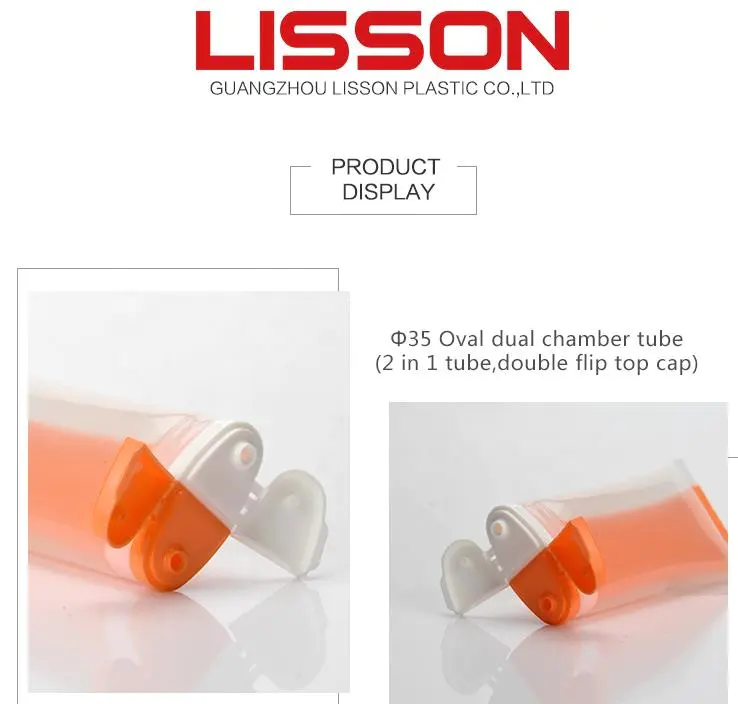 LISSON
GUANGZHOU LISSON PLASTIC CO.,LTD
PRODUCT
DISPLAY
Φ35 Oval dual chamber tube
(2 in 1 tube,double flip top cap)